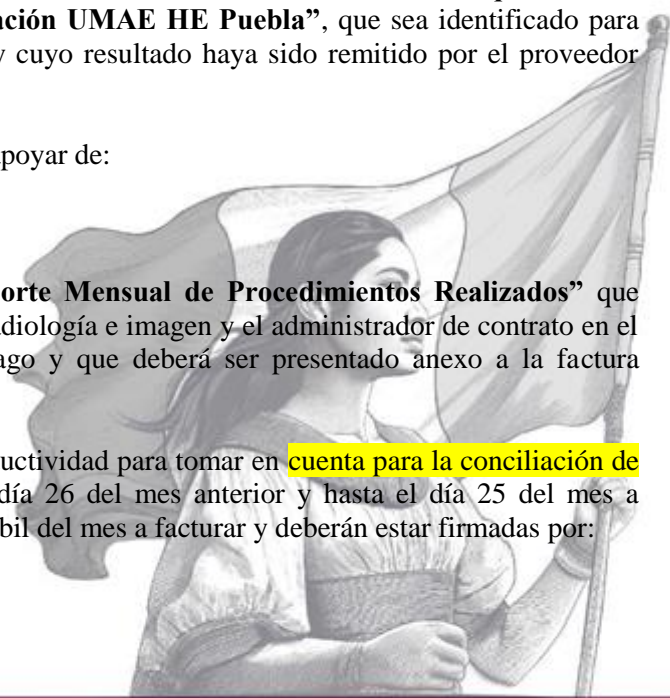 ación UMAE HE Puebla”, que sea identificado para
y cuyo resultado haya sido remitido por el proveedor
apoyar de:
orte Mensual de Procedimientos Realizados” que
adiología e imagen y el administrador de contrato en el
ago y que deberá ser presentado anexo a la factura
uctividad para tomar en cuenta para la conciliación de
día 26 del mes anterior y hasta el día 25 del mes a
bil del mes a facturar y deberán estar firmadas por: